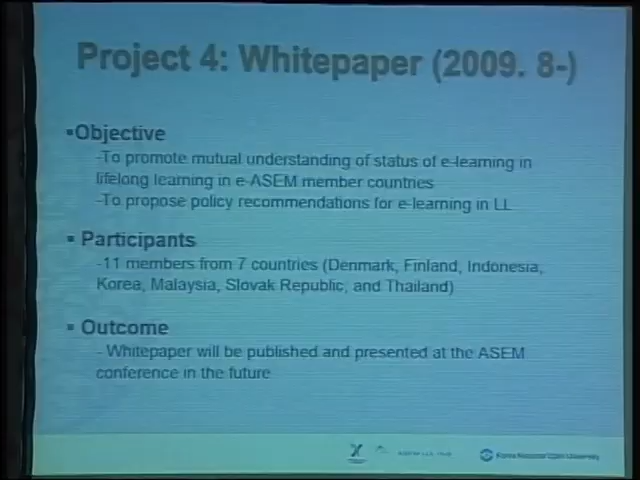 Project 4: Whitepaper (2009. 8-)
▪Objective
-To promote mutual understanding of status of e-learning in
lifelong learning in e-ASEM member countries
-To propose policy recommendations for e-learning in LL
▪ Participants
-11 members from 7 countries (Denmark, Finland, Indonesia,
Korea, Malaysia, Slovak Republic, and Thailand)
▪ Outcome
- Whitepaper will be published and presented at the ASEM
conference in the future
Korea National Open University